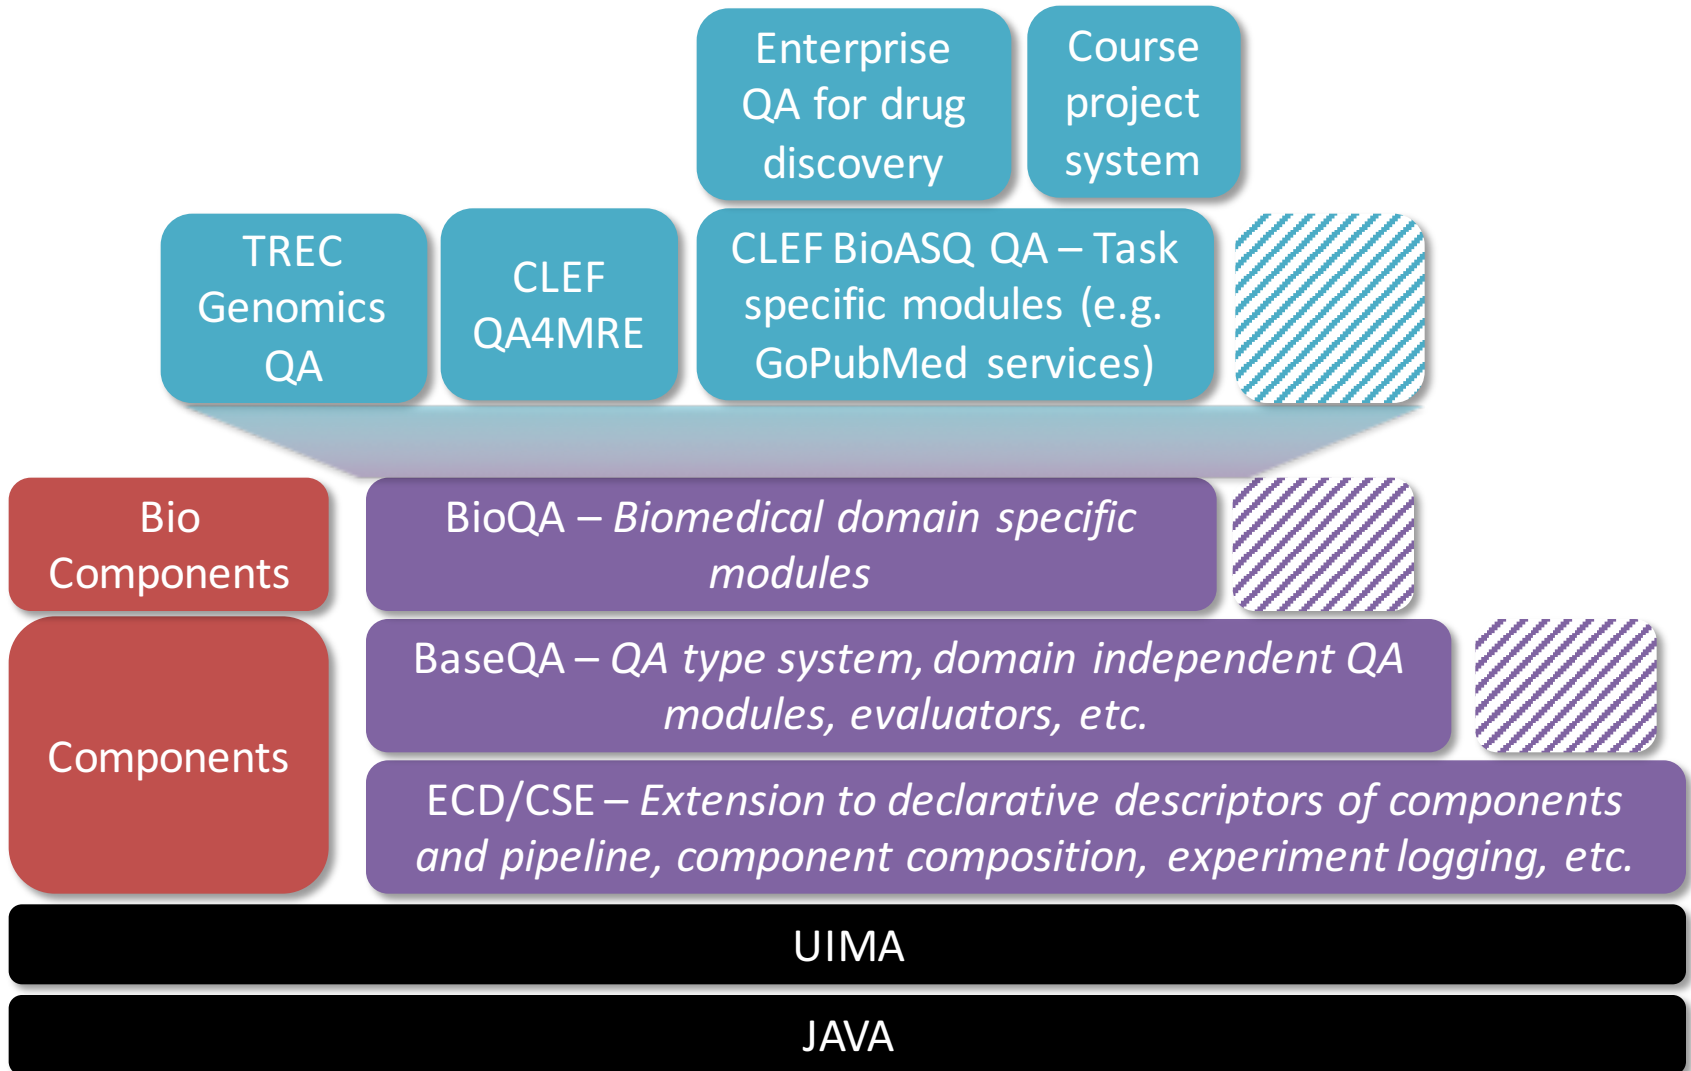 Enterprise
QA for drug
discovery
Course
project
system
TREC
Genomics
QA
CLEF
QA4MRE
CLEF BioASQ QA – Task
specific modules (e.g.
GoPubMed services)
Bio
Components
BioQA – Biomedical domain specific
modules
Components
BaseQA – QA type system, domain independent QA
modules, evaluators, etc.
ECD/CSE – Extension to declarative descriptors of components
and pipeline, component composition, experiment logging, etc.
UIMA
JAVA